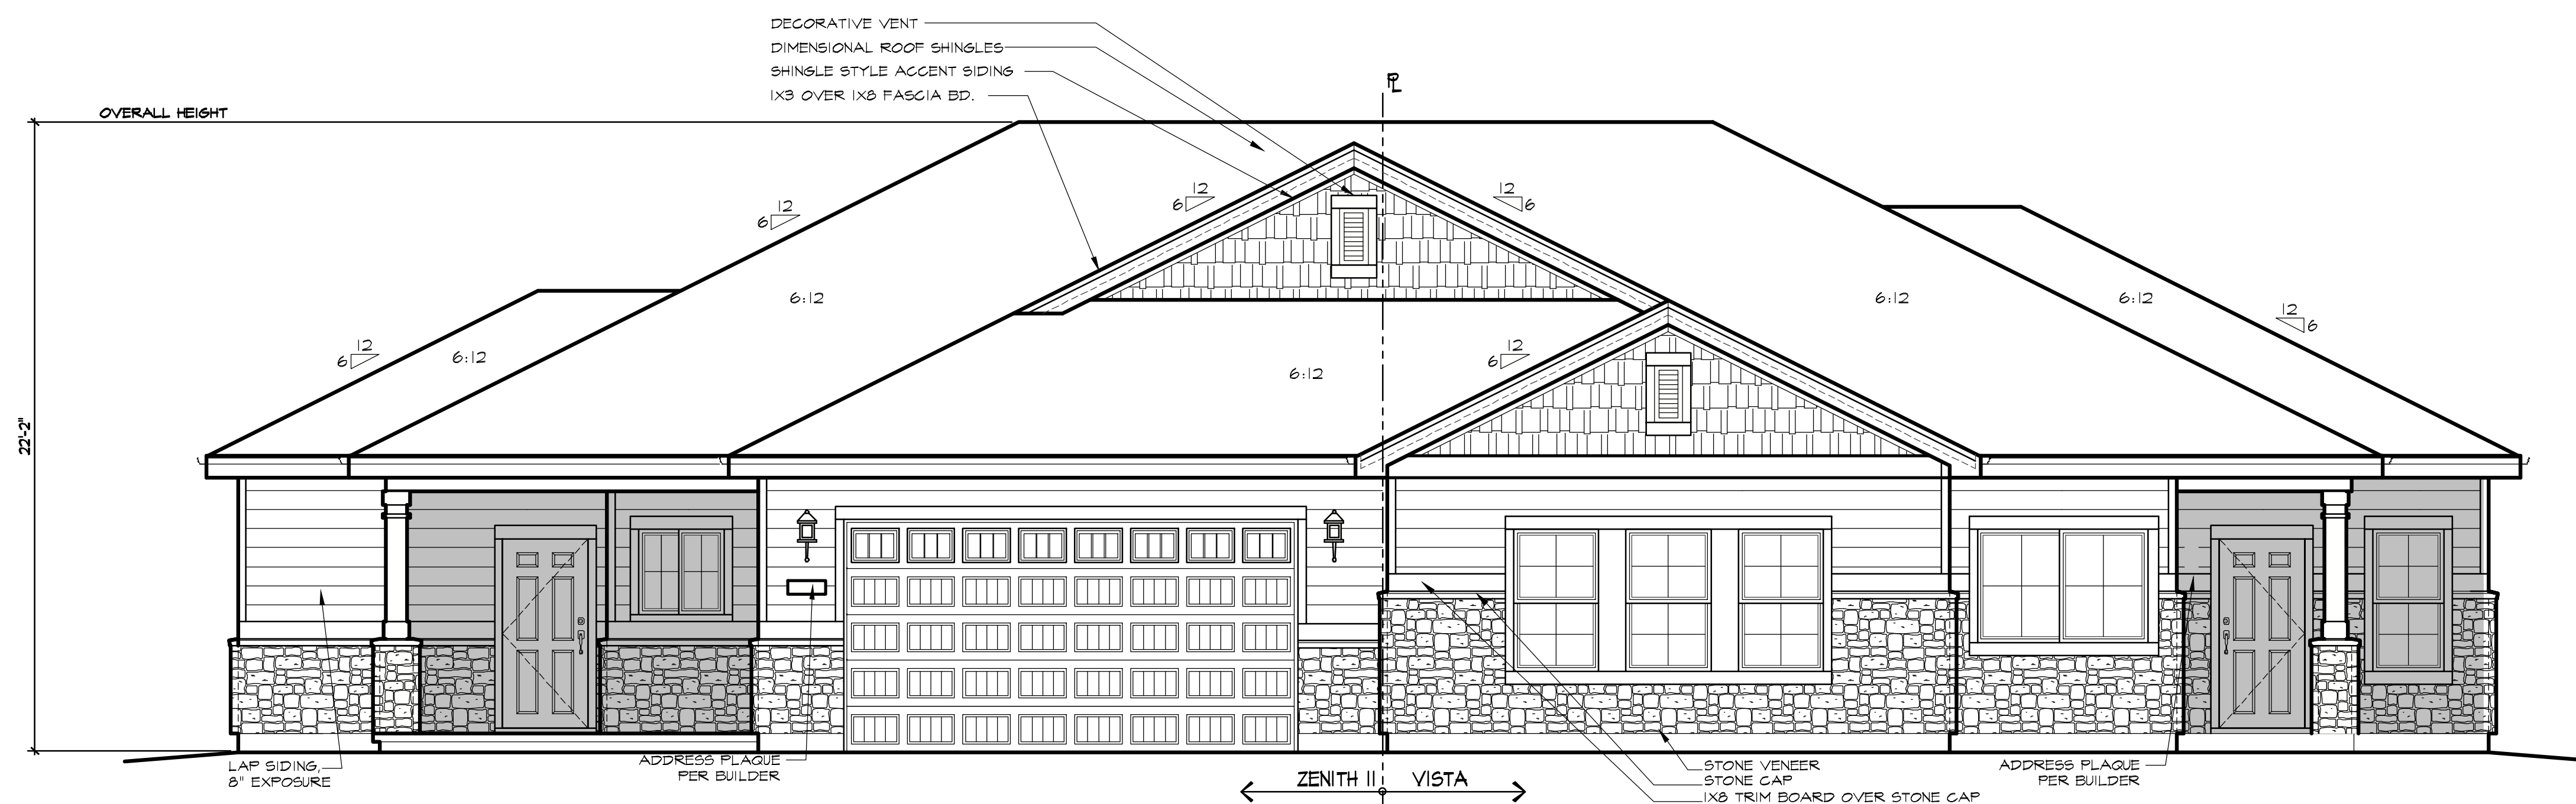 DECORATIVE VENT
DIMENSIONAL ROOF SHINGLES
SHINGLE STYLE ACCENT SIDING
1X3 OVER 1X8 FASCIA BD.
PL
OVERALL HEIGHT
12
6
12
6
12
6
6:12
6:12
6:12
12
6
12
6
6:12
12
6
6:12
22'-2"
LAP SIDING,
8" EXPOSURE
ADDRESS PLAQUE
PER BUILDER
ZENITH II
VISTA
STONE VENEER
STONE CAP
1X8 TRIM BOARD OVER STONE CAP
ADDRESS PLAQUE
PER BUILDER